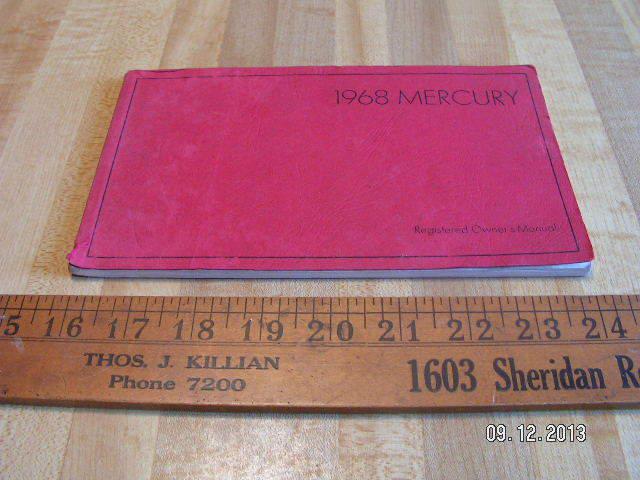 1968 MERCURY
Registered Owner's Manual
5 16 17 18 19 20 21 22 23 24
THOS. J. KILLIAN
Phone 7200
1603 Sheridan R
09.12.2013